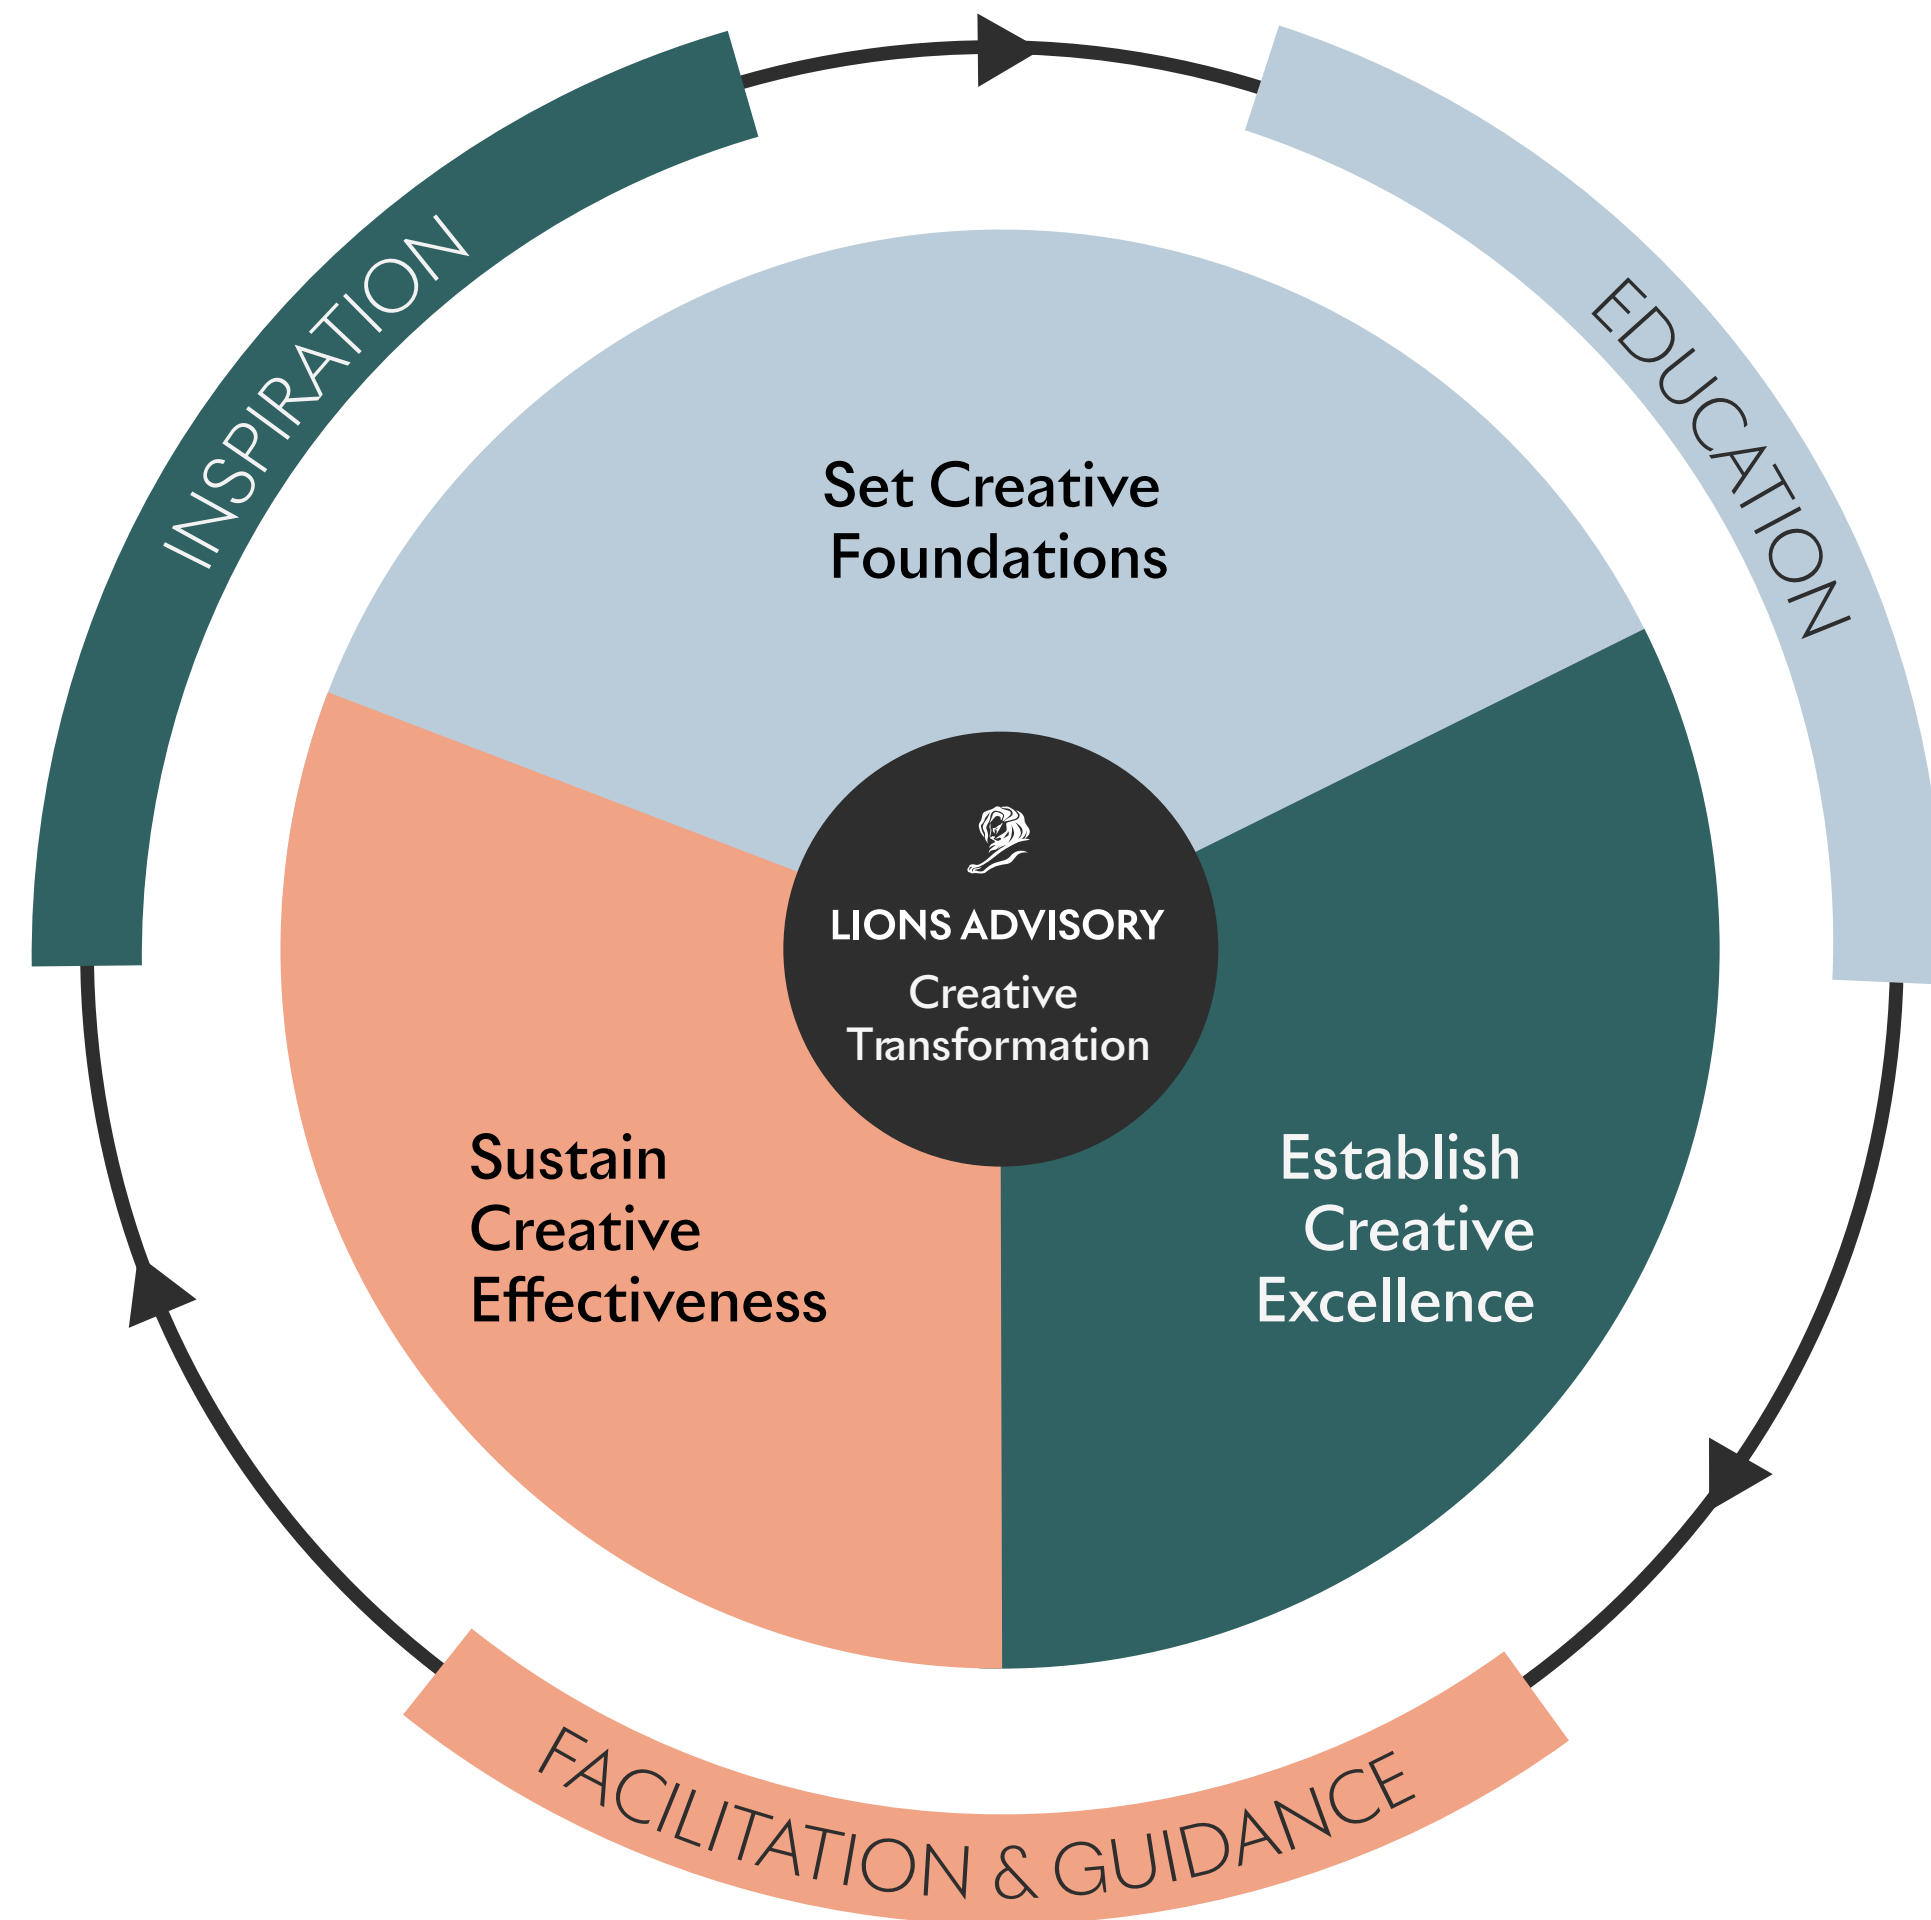 INSPIRATION
EDUCATION
Set Creative
Foundations
LIONS ADVISORY
Creative
Transformation
Sustain
Creative
Effectiveness
Establish
Creative
Excellence
FACILITATION & GUIDANCE